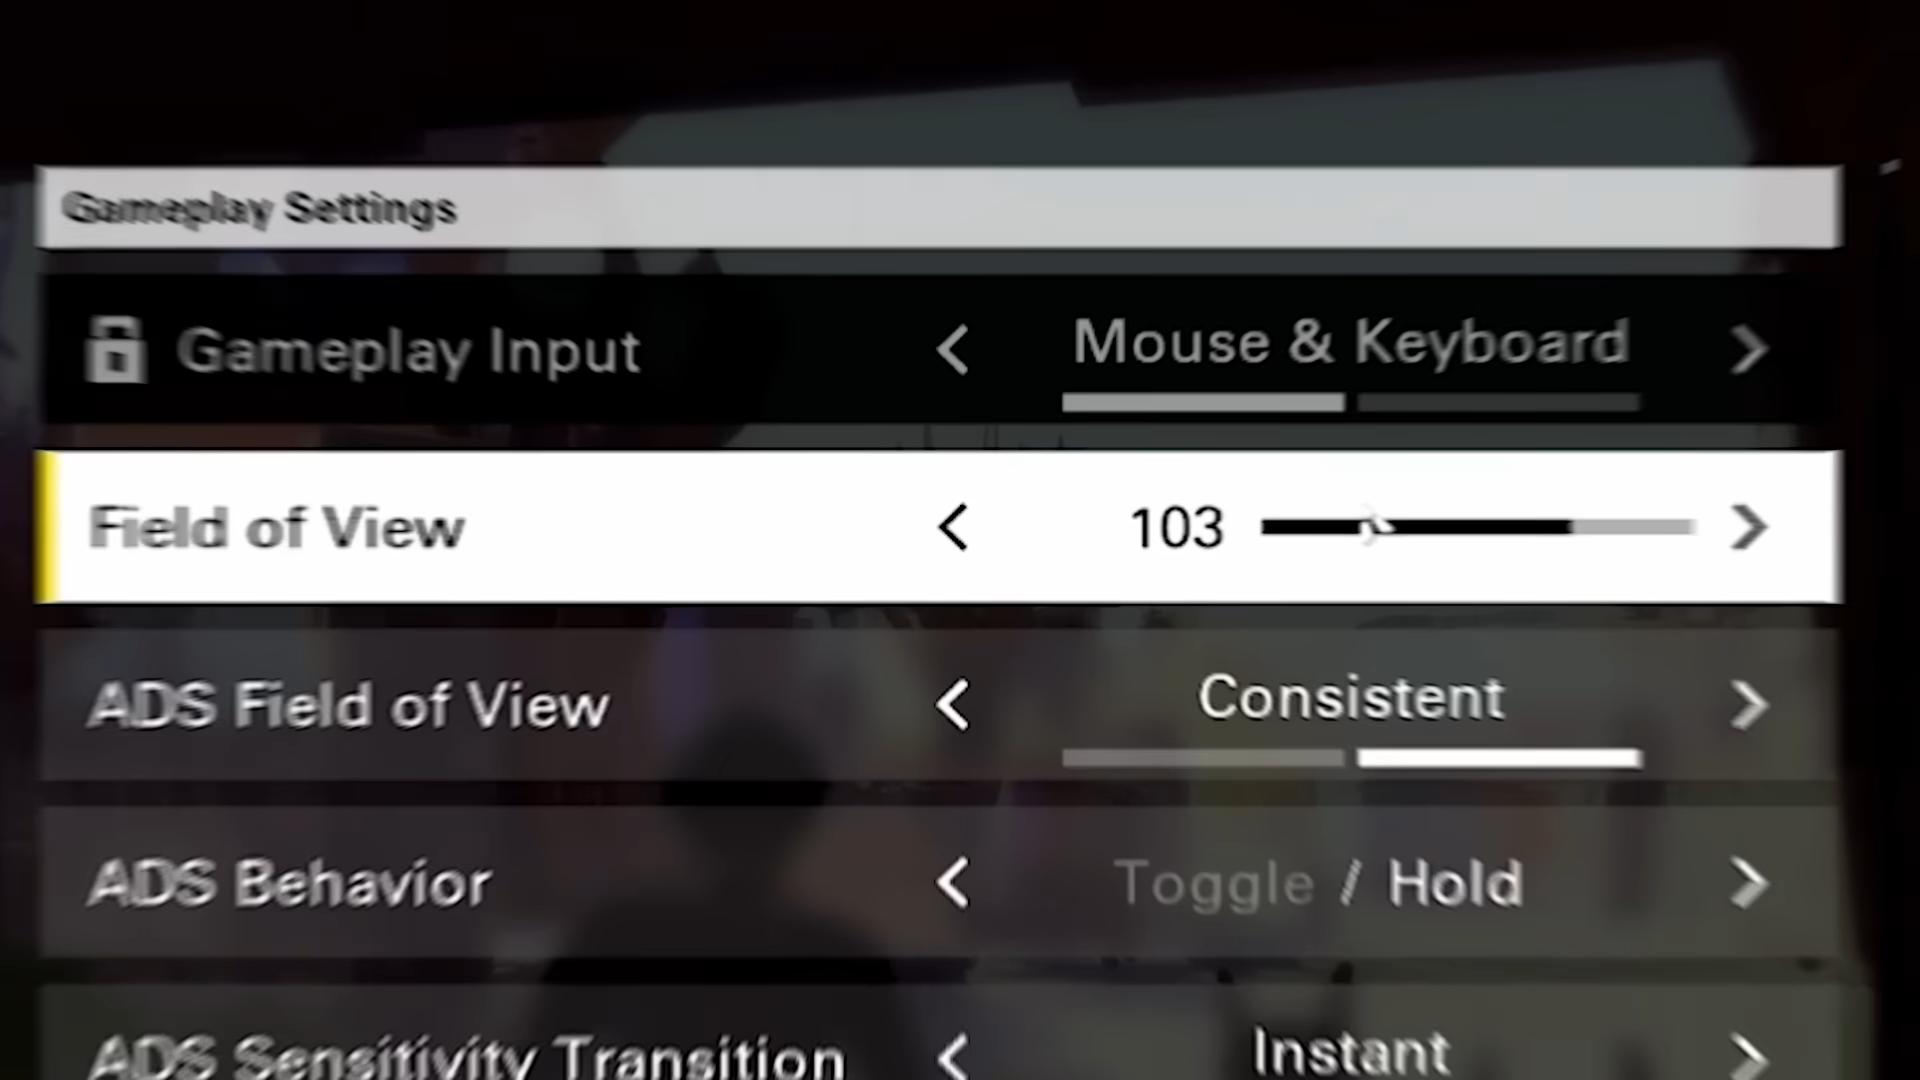 Gameplay Settings
Gameplay Input Mouse & Keyboard
Field of View 103
ADS Field of View Consistent
ADS Behavior Toggle / Hold
ADS Sensitivity Transition Instant